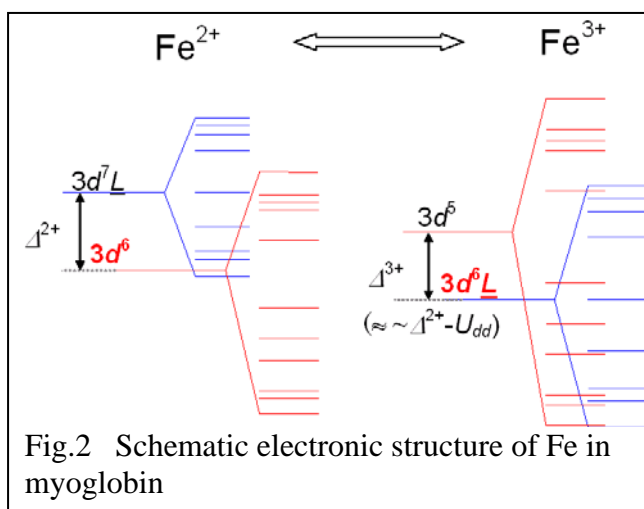 Fe2+ Fe3+
3d7L
Δ2+
3d6
3d5
Δ3+
3d6L
(≈~Δ2+-Udd)
Fig.2 Schematic electronic structure of Fe in
myoglobin